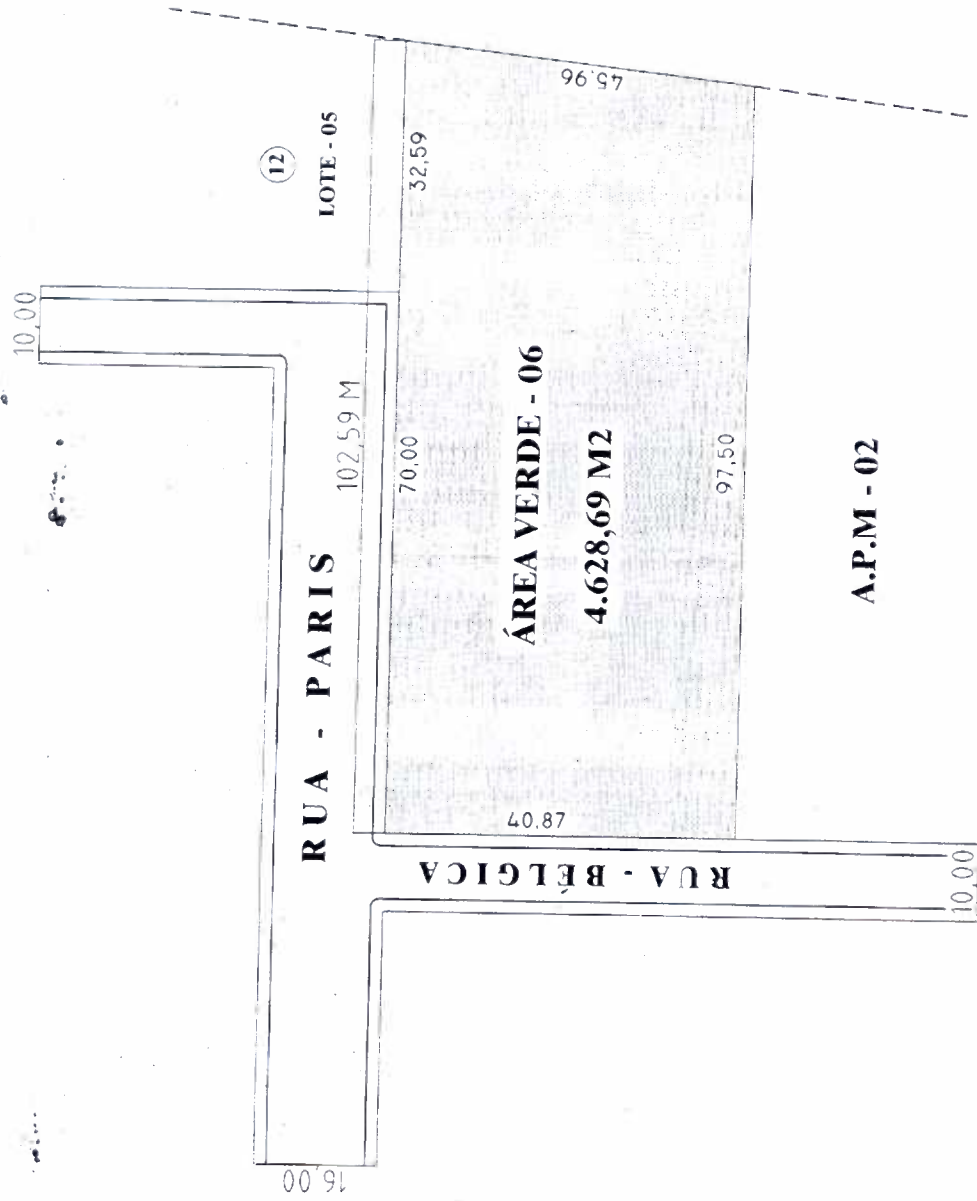 10,00
12
LOTE - 05
45.96
32,59
RUA - PARIS
102,59 M
70,00
ÁREA VERDE - 06
4.628,69 M2
97,50
40.87
RUA - BÉLGICA
A.P.M - 02
16,00
10,00